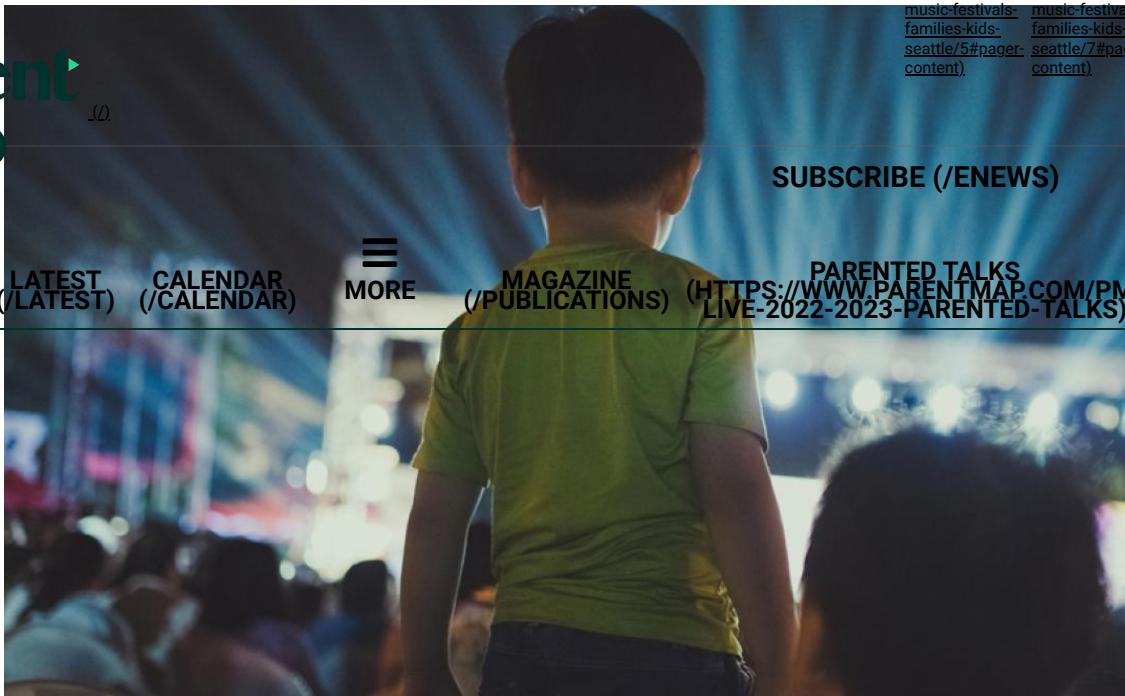 music-festivals-
families-kids-
seattle/5#pager-
content)
music-festiva
families-kids-
seattle/7#pa
content)
ent
(/)
SUBSCRIBE (/ENEWS)
LATEST
(/LATEST)
CALENDAR
(/CALENDAR)
MORE
MAGAZINE
(/PUBLICATIONS)
PARENTED TALKS
(HTTPS://WWW.PARENTMAP.COM/PM
LIVE-2022-2023-PARENTED-TALKS)